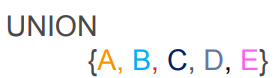 UNION
{A, B, C, D, E}